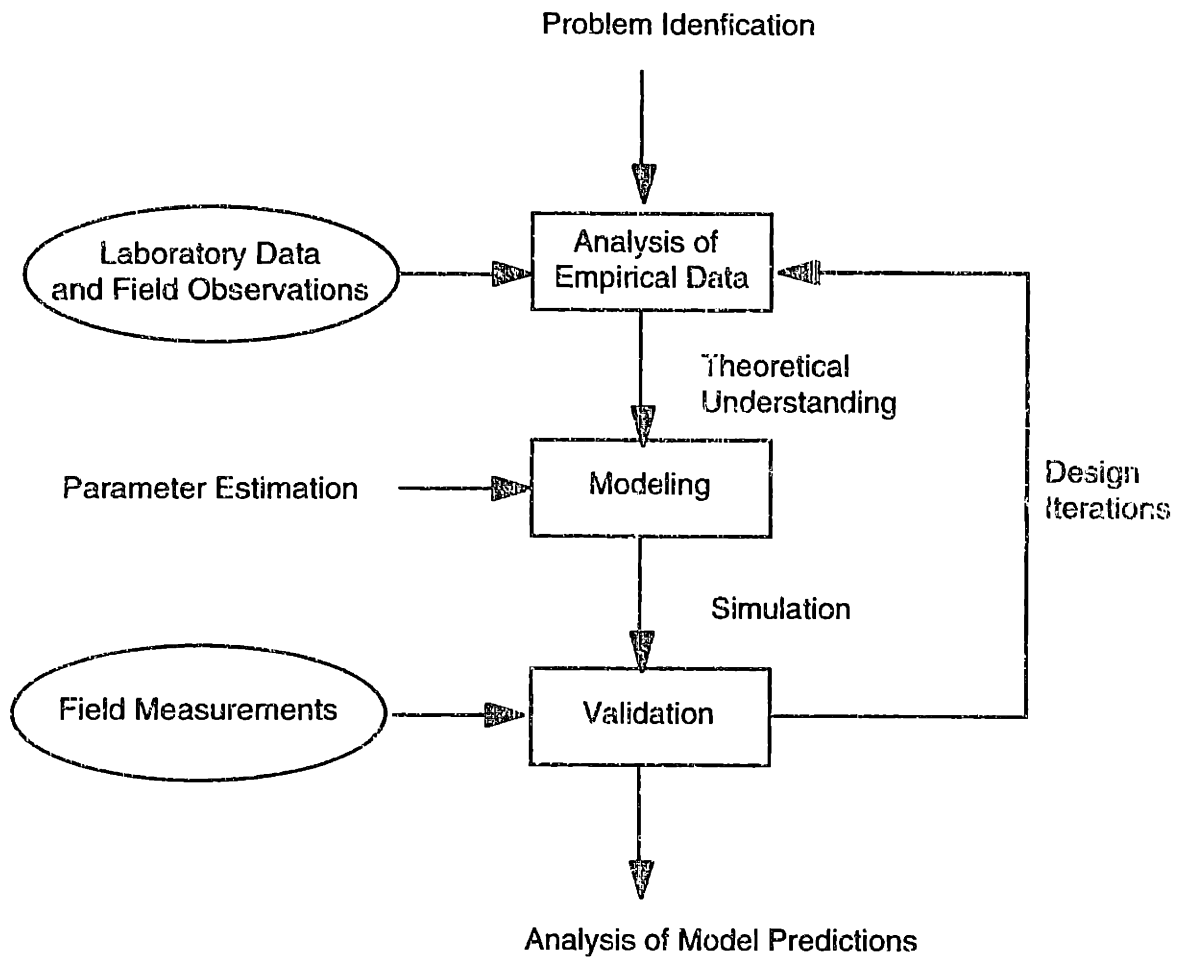 Problem Idenfication
Laboratory Data
and Field Observations
Analysis of
Empirical Data
Theoretical
Understanding
Parameter Estimation
Modeling
Design
Iterations
Simulation
Field Measurements
Validation
Analysis of Model Predictions